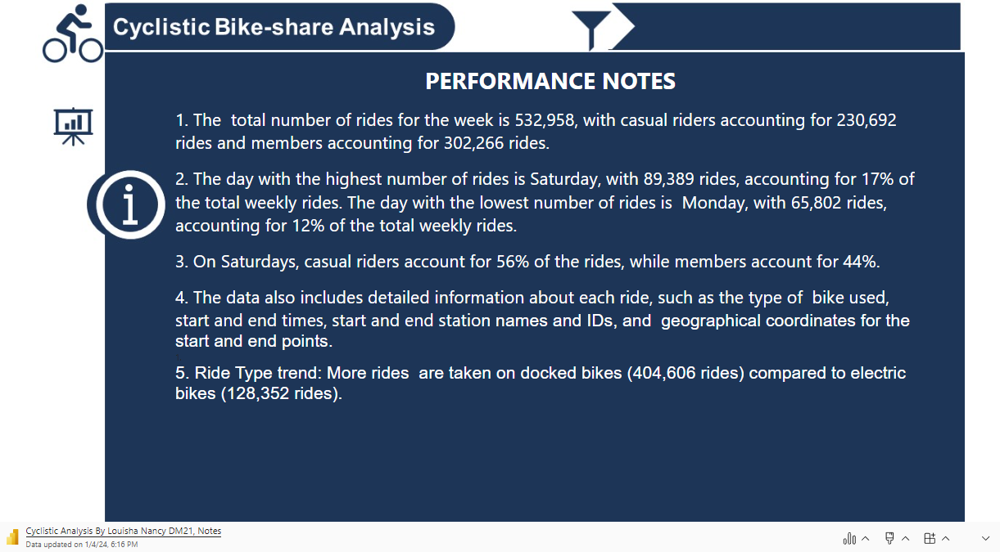 Cyclistic Bike-share Analysis
PERFORMANCE NOTES
1. The  total number of rides for the week is 532,958, with casual riders accounting for 230,692
rides and members accounting for 302,266 rides.
2. The day with the highest number of rides is Saturday, with 89,389 rides, accounting for 17% of
the total weekly rides. The day with the lowest number of rides is  Monday, with 65,802 rides,
accounting for 12% of the total weekly rides.
3. On Saturdays, casual riders account for 56% of the rides, while members account for 44%.
4. The data also includes detailed information about each ride, such as the type of  bike used,
start and end times, start and end station names and IDs, and  geographical coordinates for the
start and end points.
5. Ride Type trend: More rides  are taken on docked bikes (404,606 rides) compared to electric
bikes (128,352 rides).
Cyclistic Analysis By Louisha Nancy DM21, Notes
Data updated on 1/4/24, 6:16 PM